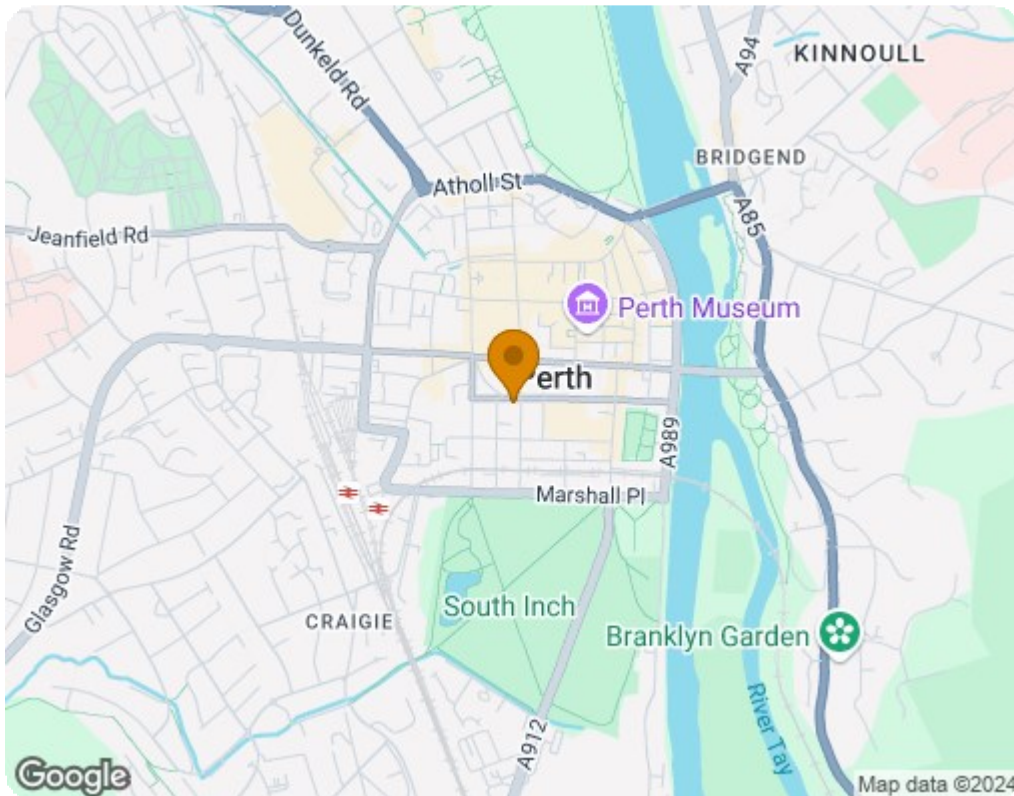 Dunkeld Rd
A94
KINNOULL
BRIDGEND
Atholl St
A85
Jeanfield Rd
Perth Museum
erth
A989
Marshall Pl
Glasgow Rd
South Inch
CRAIGIE
Branklyn Garden
River Tay
A912
Google
Map data ©2024